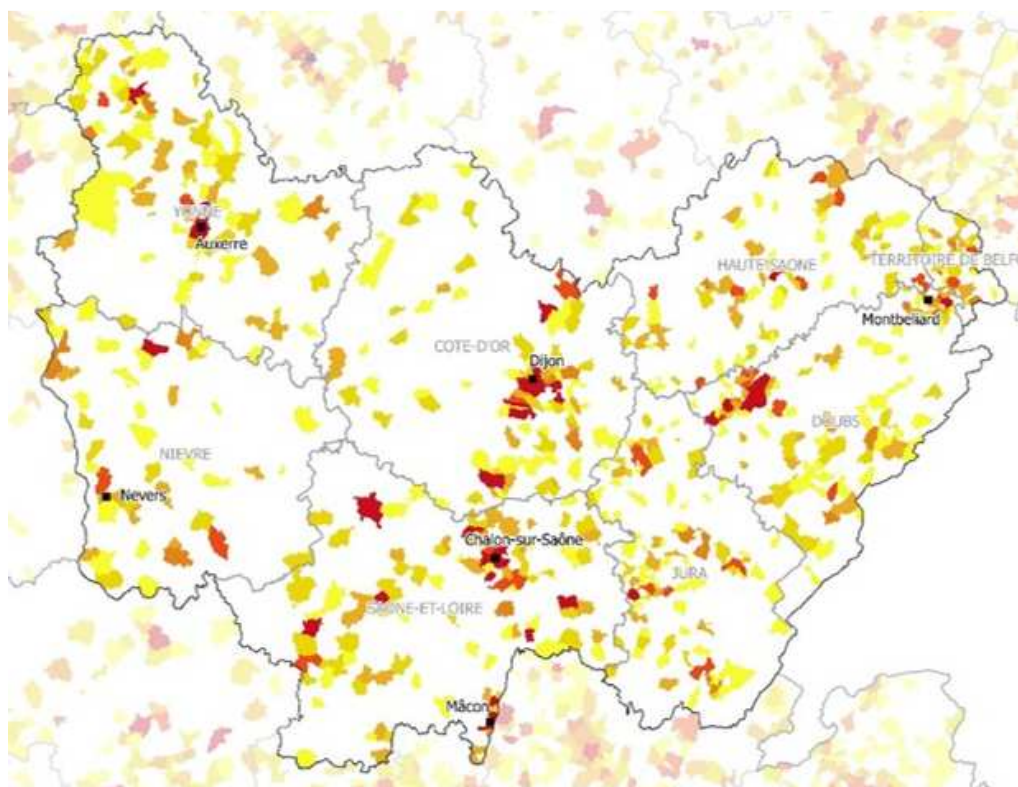 YONNE
Auxerre
HAUTE SAONE
TERRITOIRE DE BELF
Montbéliard
COTE-D'OR
Dijon
DOUBS
NIEVRE
Nevers
Chalon-sur-Saône
JURA
SAONE-ET-LOIRE
Mâcon